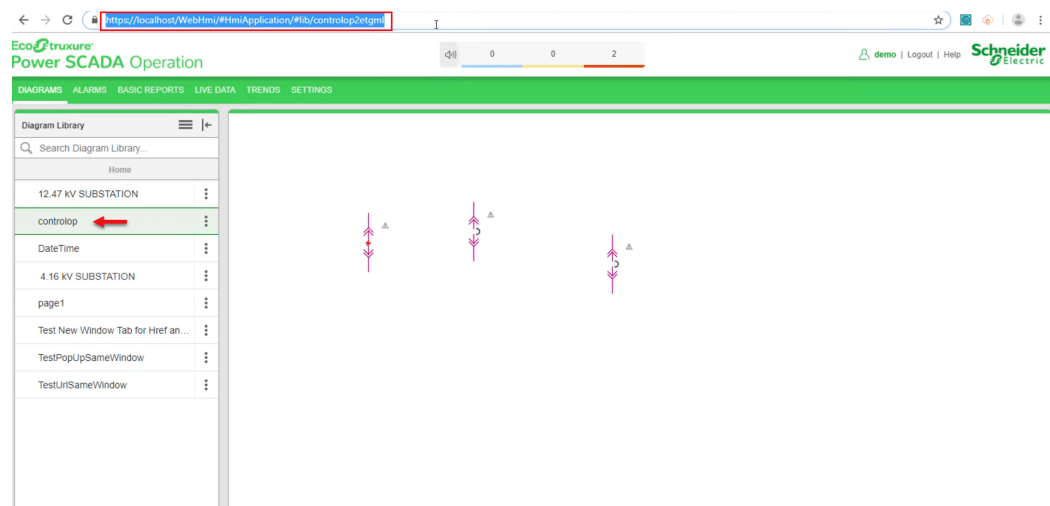 https://localhost/WebHmi/#HmiApplication/#lib/controlop2etgml
EcoStruxure
Power SCADA Operation
0 0 2
demo | Logout | Help
Schneider
Electric
DIAGRAMS ALARMS BASIC REPORTS LIVE DATA TRENDS SETTINGS
Diagram Library
Search Diagram Library...
Home
12.47 kV SUBSTATION
controlop
DateTime
4.16 kV SUBSTATION
page1
Test New Window Tab for Href an...
TestPopUpSameWindow
TestUrlSameWindow